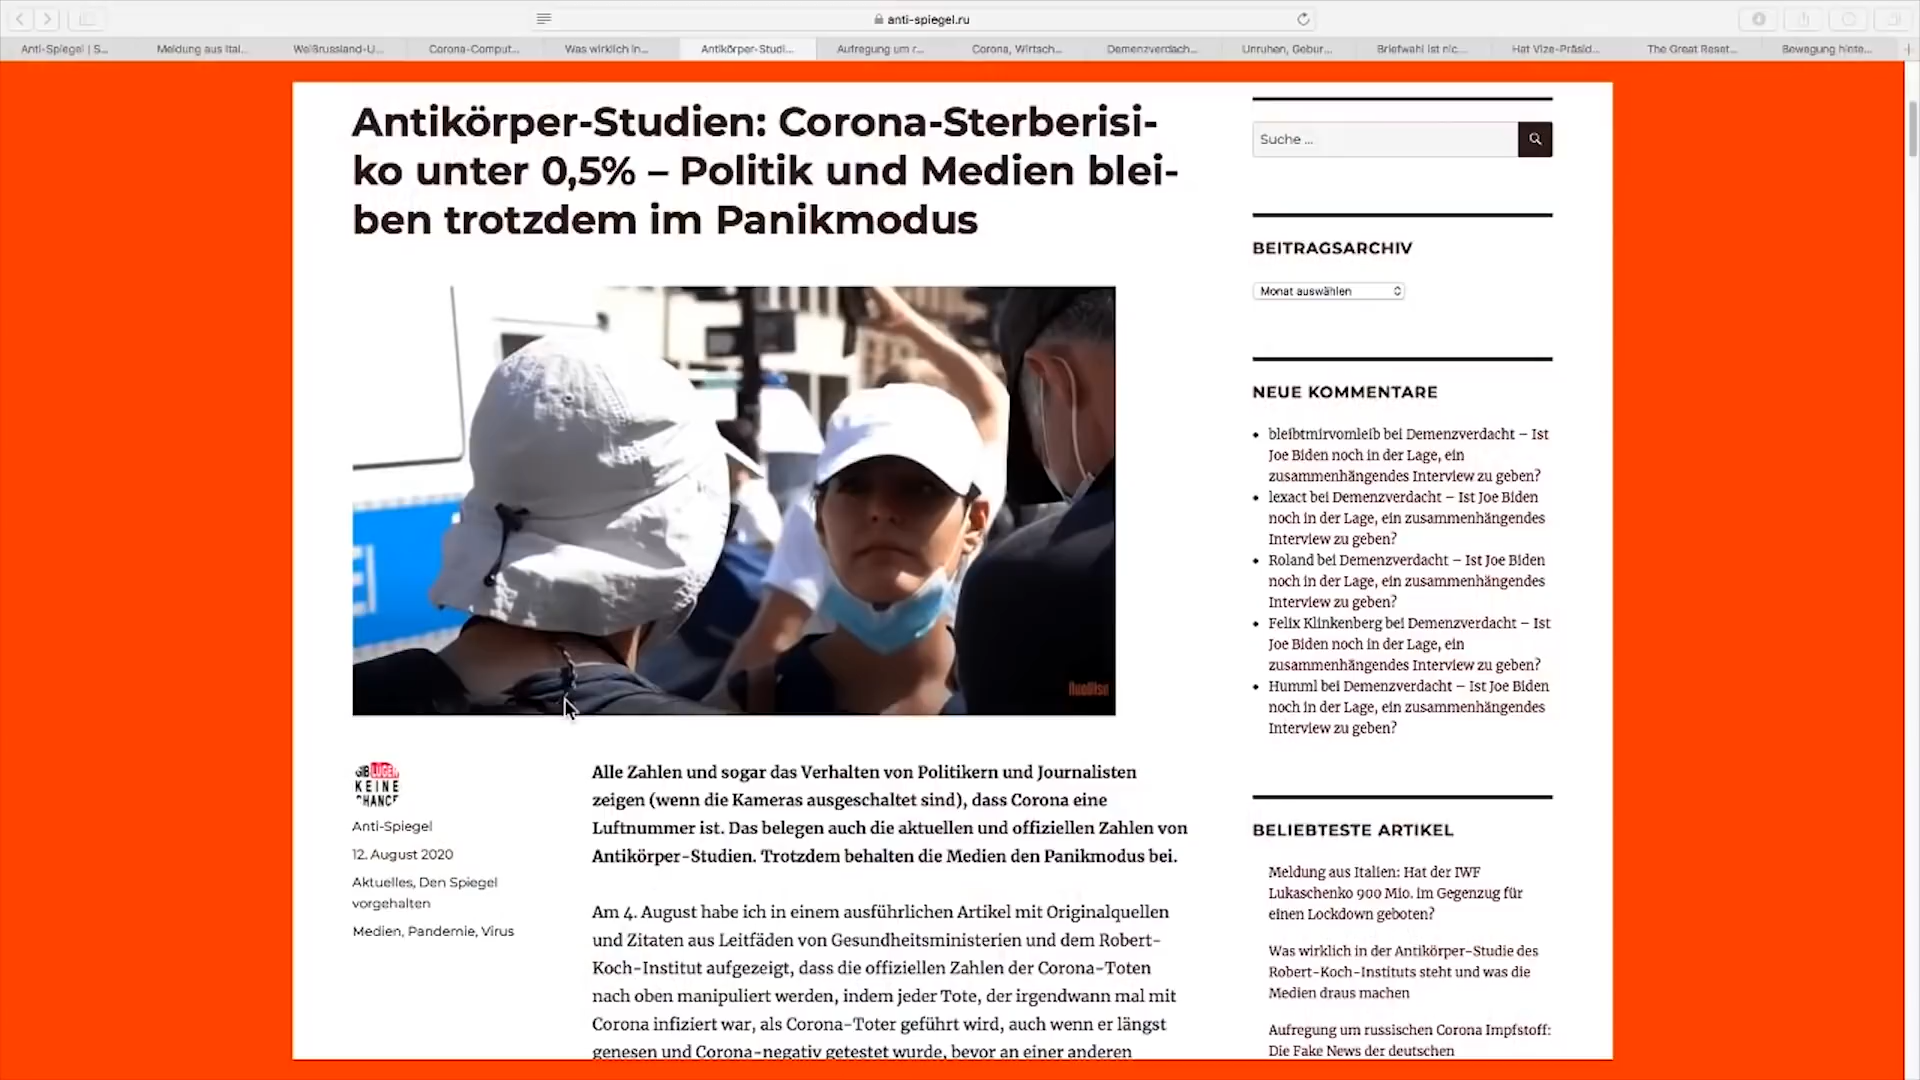 anti-spiegel.ru
Anti-Spiegel | S...
Meldung aus Ital...
Weißrussland-U...
Corona-Comput...
Was wirklich in...
Antikörper-Studi...
Aufregung um r...
Corona, Wirtsch...
Demenzverdach...
Unruhen, Gebur...
Briefwahl ist nic...
Hat Vize-Präsid...
The Great Reset...
Bewegung hinte...
Antikörper-Studien: Corona-Sterberisi-
ko unter 0,5% – Politik und Medien blei-
ben trotzdem im Panikmodus
NuoViso
GIB LÜGEN
KEINE
CHANCE
Anti-Spiegel
12. August 2020
Aktuelles, Den Spiegel
vorgehalten
Medien, Pandemie, Virus
Alle Zahlen und sogar das Verhalten von Politikern und Journalisten
zeigen (wenn die Kameras ausgeschaltet sind), dass Corona eine
Luftnummer ist. Das belegen auch die aktuellen und offiziellen Zahlen von
Antikörper-Studien. Trotzdem behalten die Medien den Panikmodus bei.
Am 4. August habe ich in einem ausführlichen Artikel mit Originalquellen
und Zitaten aus Leitfäden von Gesundheitsministerien und dem Robert-
Koch-Institut aufgezeigt, dass die offiziellen Zahlen der Corona-Toten
nach oben manipuliert werden, indem jeder Tote, der irgendwann mal mit
Corona infiziert war, als Corona-Toter geführt wird, auch wenn er längst
genesen und Corona-negativ getestet wurde, bevor an einer anderen
Suche ...
BEITRAGSARCHIV
Monat auswählen
NEUE KOMMENTARE
• bleibtmirvomleib bei Demenzverdacht – Ist
Joe Biden noch in der Lage, ein
zusammenhängendes Interview zu geben?
• lexact bei Demenzverdacht – Ist Joe Biden
noch in der Lage, ein zusammenhängendes
Interview zu geben?
• Roland bei Demenzverdacht – Ist Joe Biden
noch in der Lage, ein zusammenhängendes
Interview zu geben?
• Felix Klinkenberg bei Demenzverdacht – Ist
Joe Biden noch in der Lage, ein
zusammenhängendes Interview zu geben?
• Humml bei Demenzverdacht – Ist Joe Biden
noch in der Lage, ein zusammenhängendes
Interview zu geben?
BELIEBTESTE ARTIKEL
Meldung aus Italien: Hat der IWF
Lukaschenko 900 Mio. im Gegenzug für
einen Lockdown geboten?
Was wirklich in der Antikörper-Studie des
Robert-Koch-Instituts steht und was die
Medien draus machen
Aufregung um russischen Corona Impfstoff:
Die Fake News der deutschen